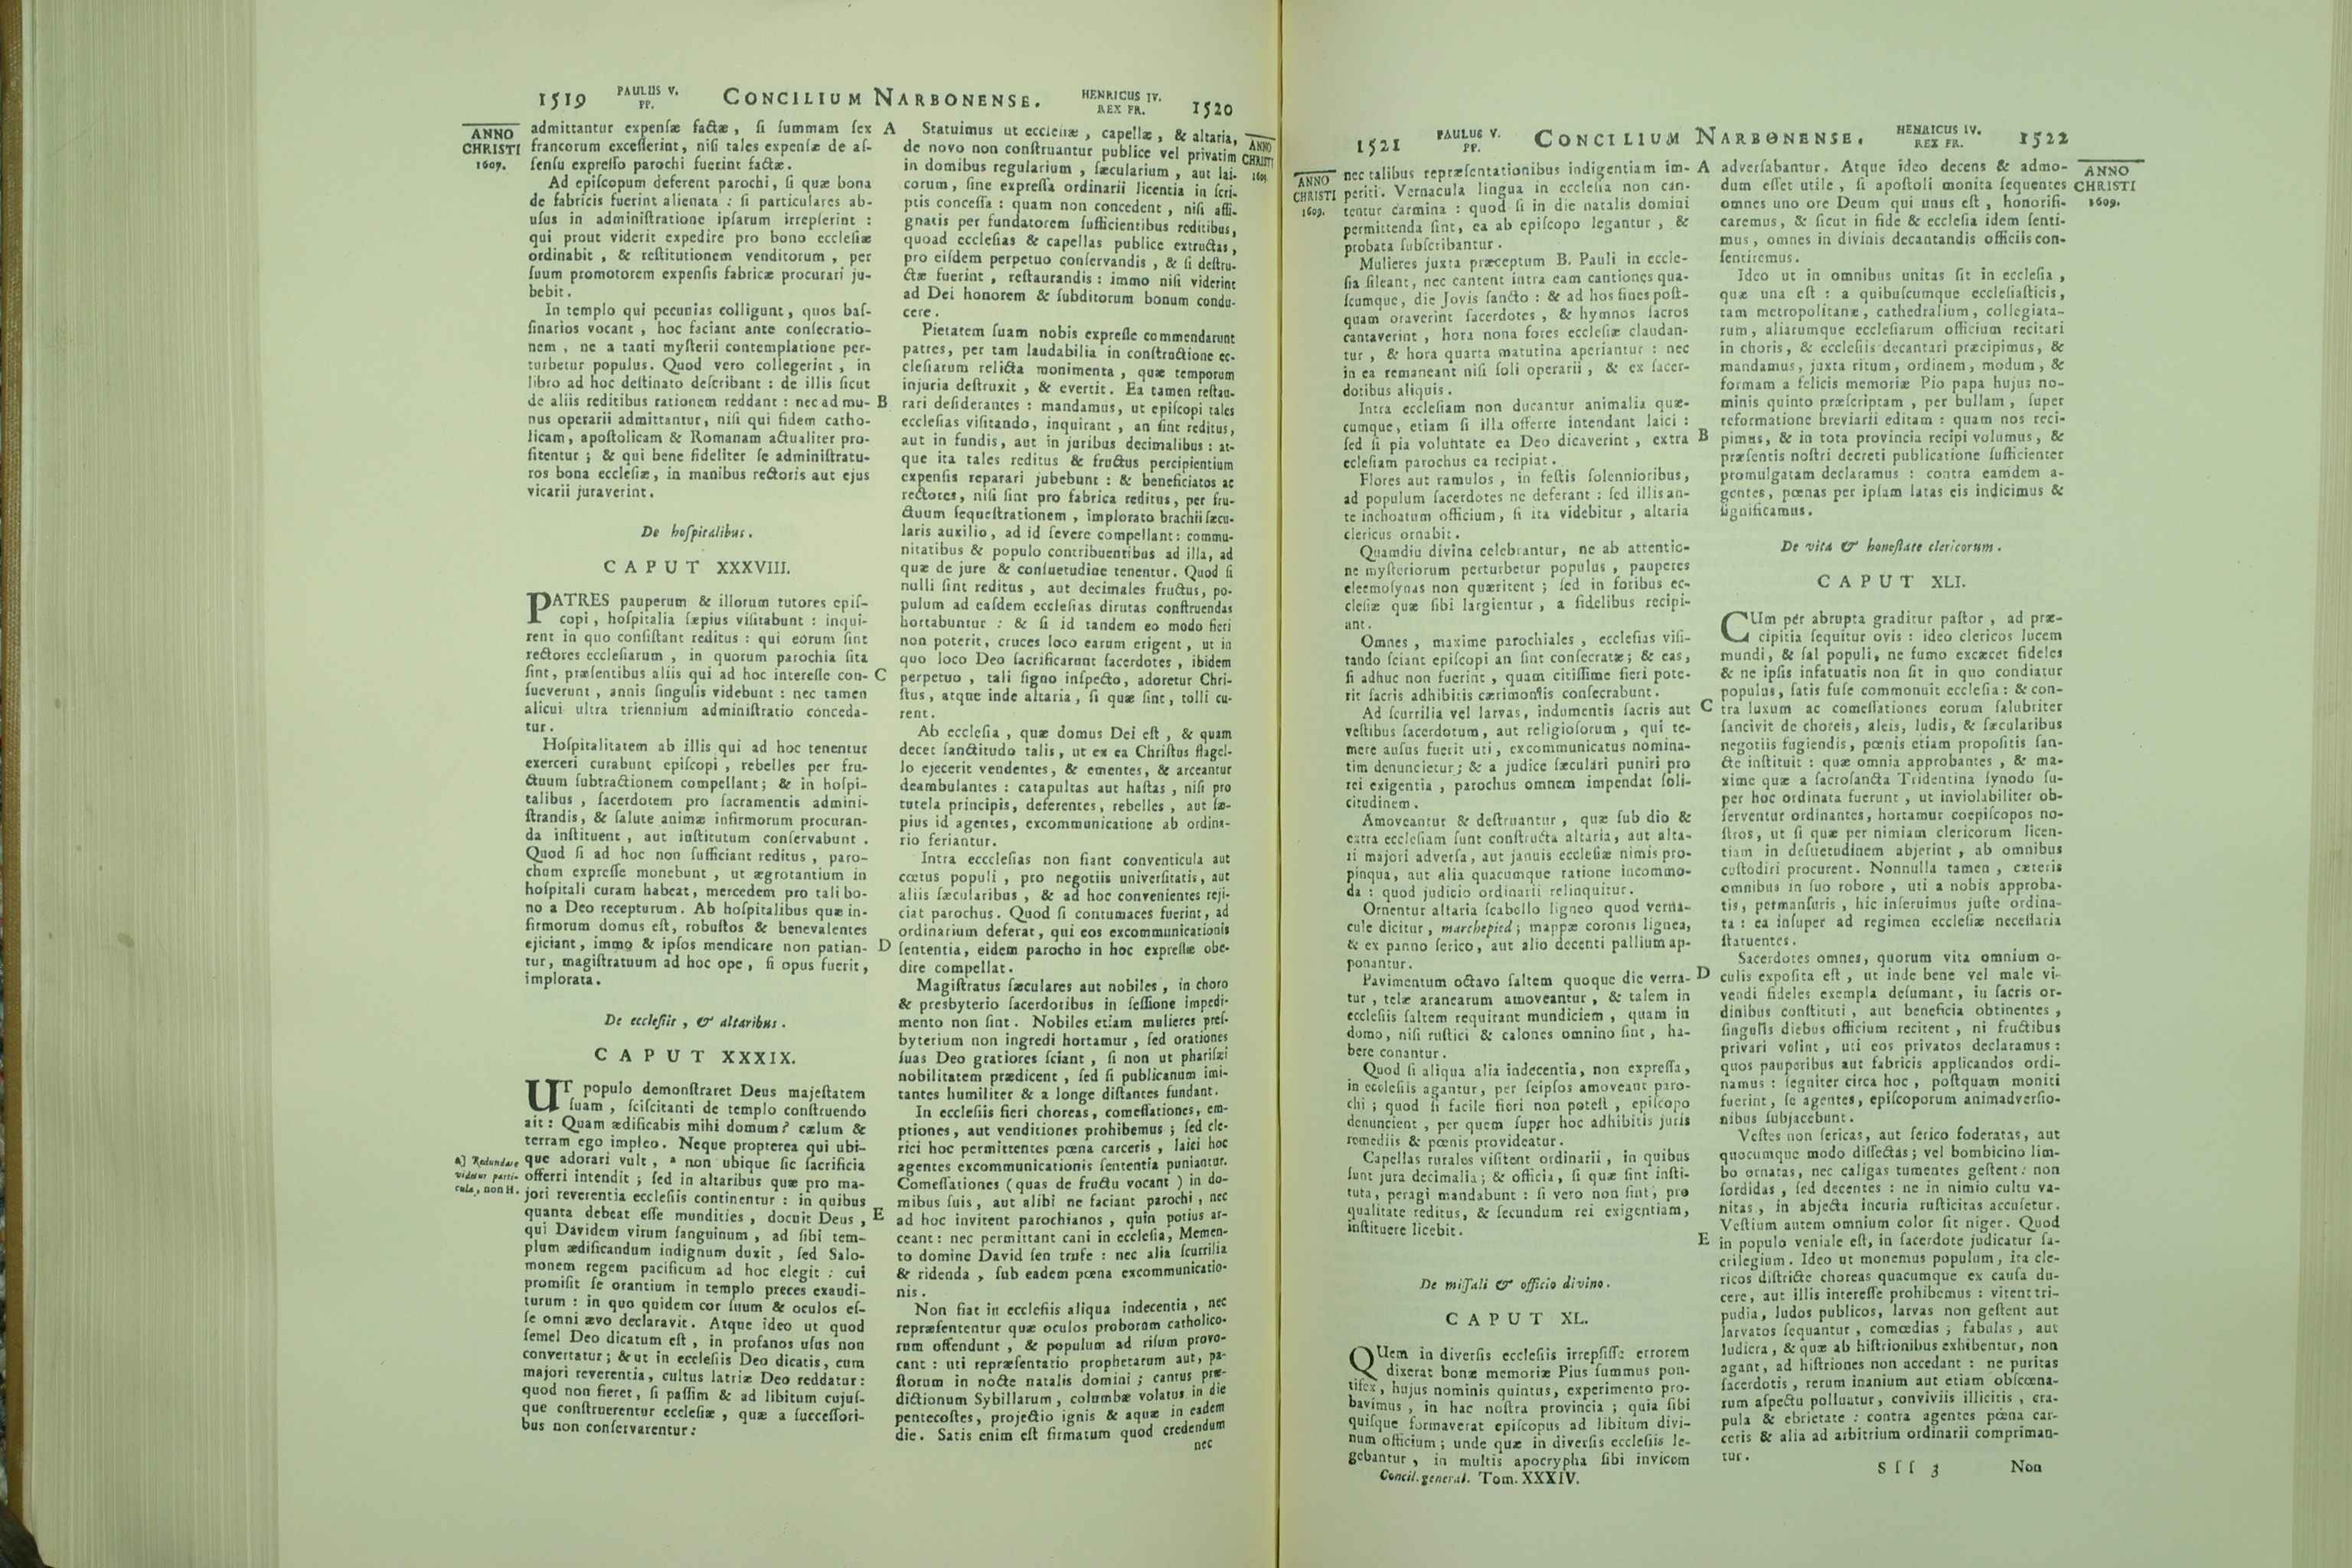 1519
PAULUS V.
PP.
CONCILIUM NARBONENSE.
HENRICUS IV.
REX FR.
1520
ANNO
CHRISTI
1609.
admittantur expensæ factæ, si summam sex
francorum excesserint, nisi tales expensæ de as-
sensu expresso parochi fuerint factæ.
Ad episcopum deferent parochi, si quæ bona
de fabricis fuerint alienata : si particulares ab-
usus in administratione ipsarum irrepserint :
qui prout viderit expedire pro bono ecclesiæ
ordinabit, & restitutionem venditorum, per
suum promotorem expensis fabricæ procurari ju-
bebit.
In templo qui pecunias colligunt, quos bas-
sinarios vocant, hoc faciant ante consecratio-
nem, ne a tanti mysterii contemplatione per-
turbetur populus. Quod vero collegerint, in
libro ad hoc destinato describant : de illis sicut
de aliis reditibus rationem reddant : nec ad mu-
nus operarii admittantur, nisi qui fidem catho-
licam, apostolicam & Romanam actualiter pro-
fitentur ; & qui bene fideliter se administratu-
ros bona ecclesiæ, in manibus rectoris aut ejus
vicarii juraverint.
De hospitalibus.
CAPUT XXXVIII.
PATRES pauperum & illorum tutores epis-
copi, hospitalia sæpius visitabunt : inqui-
rent in quo consistant reditus : qui eorum sint
rectores ecclesiarum, in quorum parochia sita
sint, præsentibus aliis qui ad hoc interesse con-
sueverunt, annis singulis videbunt : nec tamen
alicui ultra triennium administratio conceda-
tur.
Hospitalitatem ab illis qui ad hoc tenentur
exerceri curabunt episcopi, rebelles per fru-
ctuum subtractionem compellant; & in hospi-
talibus, sacerdotem pro sacramentis admini-
strandis, & salute animæ infirmorum procuran-
da instituent, aut institutum conservabunt.
Quod si ad hoc non sufficiant reditus, paro-
chum expresse monebunt, ut ægrotantium in
hospitali curam habeat, mercedem pro tali bo-
no a Deo recepturum. Ab hospitalibus quæ in-
firmorum domus est, robustos & benevalentes
ejiciant, immo & ipsos mendicare non patian-
tur, magistratuum ad hoc ope, si opus fuerit,
implorata.
De ecclesiis, & altaribus.
CAPUT XXXIX.
UT populo demonstraret Deus majestatem
suam, sciscitanti de templo construendo
ait : Quam ædificabis mihi domum? cælum &
terram ego impleo. Neque propterea qui ubi-
que adorari vult, ª non ubique sic sacrificia
offerri intendit ; sed in altaribus quæ pro ma-
jori reverentia ecclesiis continentur : in quibus
quanta debeat esse mundities, docuit Deus,
qui Davidem virum sanguinum, ad sibi tem-
plum ædificandum indignum duxit, sed Salo-
monem regem pacificum ad hoc elegit : cui
promisit se orantium in templo preces exaudi-
turum : in quo quidem cor suum & oculos es-
se omni ævo declaravit. Atque ideo ut quod
semel Deo dicatum est, in profanos usus non
convertatur; & ut in ecclesiis Deo dicatis, cum
majori reverentia, cultus latriæ Deo reddatur :
quod non fieret, si passim & ad libitum cujus-
que construerentur ecclesiæ, quæ a successori-
bus non conservarentur :
a] Redundare
videtur parti-
cula, non H.
A
B
C
D
E
Statuimus ut ecclesiæ, capellæ, & altaria,
de novo non construantur publice vel privatim
in domibus regularium, sæcularium, aut lai-
corum, sine expressa ordinarii licentia in scri-
ptis concessa : quam non concedent, nisi assi-
gnatis per fundatorem sufficientibus reditibus,
quoad ecclesias & capellas publice extructas,
pro eisdem perpetuo conservandis, & si destru-
ctæ fuerint, restaurandis : immo nisi viderint
ad Dei honorem & subditorum bonum condu-
cere.
Pietatem suam nobis expresse commendarunt
patres, per tam laudabilia in constructione ec-
clesiarum relicta monimenta, quæ temporum
injuria destruxit, & evertit. Ea tamen restau-
rari desiderantes : mandamus, ut episcopi tales
ecclesias visitando, inquirant, an sint reditus,
aut in fundis, aut in juribus decimalibus : at-
que ita tales reditus & fructus percipientium
expensis reparari jubebunt : & beneficiatos ac
rectores, nisi sint pro fabrica reditus, per fru-
ctuum sequestrationem, implorato brachii sæcu-
laris auxilio, ad id severe compellant : commu-
nitatibus & populo contribuentibus ad illa, ad
quæ de jure & consuetudine tenentur. Quod si
nulli sint reditus, aut decimales fructus, po-
pulum ad easdem ecclesias dirutas construendas
hortabuntur : & si id tandem eo modo fieri
non poterit, cruces loco earum erigent, ut in
quo loco Deo sacrificarunt sacerdotes, ibidem
perpetuo, tali signo inspecto, adoretur Chri-
stus, atque inde altaria, si quæ sint, tolli cu-
rent.
Ab ecclesia, quæ domus Dei est, & quam
decet sanctitudo talis, ut ex ea Christus flagel-
lo ejecerit vendentes, & ementes, & arceantur
deambulantes : catapultas aut hastas, nisi pro
tutela principis, deferentes, rebelles, aut sæ-
pius id agentes, excommunicatione ab ordina-
rio feriantur.
Intra eccclesias non fiant conventicula aut
cœtus populi, pro negotiis universitatis, aut
aliis sæcularibus, & ad hoc convenientes reji-
ciat parochus. Quod si contumaces fuerint, ad
ordinarium deferat, qui eos excommunicationis
sententia, eidem parocho in hoc expresse obe-
dire compellat.
Magistratus sæculares aut nobiles, in choro
& presbyterio sacerdotibus in sessione impedi-
mento non sint. Nobiles etiam mulieres pres-
byterium non ingredi hortamur, sed orationes
suas Deo gratiores sciant, si non ut pharisæi
nobilitatem prædicent, sed si publicanum imi-
tantes humiliter & a longe distantes fundant.
In ecclesiis fieri choreas, comessationes, em-
ptiones, aut venditiones prohibemus ; sed cle-
rici hoc permittentes pœna carceris, laici hoc
agentes excommunicationis sententia puniantur.
Comessationes (quas de fructu vocant) in do-
mibus suis, aut alibi ne faciant parochi, nec
ad hoc invitent parochianos, quin potius ar-
ceant : nec permittant cani in ecclesia, Memen-
to domine David sen trufe : nec alia scurrilia
& ridenda, sub eadem pœna excommunicatio-
nis.
Non fiat in ecclesiis aliqua indecentia, nec
repræsententur quæ oculos proborum catholico-
rum offendunt, & populum ad risum provo-
cant : uti repræsentatio prophetarum aut, pa-
storum in nocte natalis domini ; cantus præ-
dictionum Sybillarum, columbæ volatus in die
pentecostes, projectio ignis & aquæ in eadem
die. Satis enim est firmatum quod credendum
nec
ANNO
CHRISTI
1609.
1521
PAULUS V.
PP.
CONCILIUM NARBONENSE.
HENRICUS IV.
REX FR.
1522
ANNO
CHRISTI
1609.
nec talibus repræsentationibus indigentiam im-
periti. Vernacula lingua in ecclesia non can-
tentur carmina : quod si in die natalis domini
permittenda sint, ea ab episcopo legantur, &
probata subscribantur.
Mulieres juxta præceptum B. Pauli in eccle-
sia sileant, nec cantent intra eam cantiones qua-
scumque, die Jovis sancto : & ad hos fines post-
quam oraverint sacerdotes, & hymnos sacros
cantaverint, hora nona fores ecclesiæ claudan-
tur, & hora quarta matutina aperiantur : nec
in ea remaneant nisi soli operarii, & ex sacer-
dotibus aliquis.
Intra ecclesiam non ducantur animalia quæ-
cumque, etiam si illa offerre intendant laici :
sed si pia voluntate ea Deo dicaverint, extra
ecclesiam parochus ea recipiat.
Flores aut ramulos, in festis solennioribus,
ad populum sacerdotes ne deferant : sed illis an-
te inchoatum officium, si ita videbitur, altaria
clericus ornabit.
Quamdiu divina celebrantur, ne ab attentio-
ne mysteriorum perturbetur populus, pauperes
eleemosynas non quæritent ; sed in foribus ec-
clesiæ quæ sibi largientur, a fidelibus recipi-
ant.
Omnes, maxime parochiales, ecclesias visi-
tando sciant episcopi an sint consecratæ; & eas,
si adhuc non fuerint, quam citissime fieri pote-
rit sacris adhibitis cærimoniis consecrabunt.
Ad scurrilia vel larvas, indumentis sacris aut
vestibus sacerdotum, aut religiosorum, qui te-
mere ausus fuerit uti, excommunicatus nomina-
tim denuncietur; & a judice sæculari puniri pro
rei exigentia, parochus omnem impendat soli-
citudinem.
Amoveantur & destruantur, quæ sub dio &
extra ecclesiam sunt constructa altaria, aut alta-
ri majori adversa, aut januis ecclesiæ nimis pro-
pinqua, aut alia quacumque ratione incommo-
da : quod judicio ordinarii relinquitur.
Ornentur altaria scabello ligneo quod verna-
cule dicitur, marchepied ; mappæ coronis lignea,
& ex panno serico, aut alio decenti pallium ap-
ponantur.
Pavimentum octavo saltem quoque die verra-
tur, telæ aranearum amoveantur, & talem in
ecclesiis saltem requirant mundiciem, quam in
domo, nisi rustici & calones omnino sint, ha-
bere conantur.
Quod si aliqua alia indecentia, non expressa,
in ecclesiis agantur, per seipsos amoveant paro-
chi ; quod si facile fieri non potest, episcopo
denuncient, per quem super hoc adhibitis juris
remediis & pœnis provideatur.
Capellas rurales visitent ordinarii, in quibus
sunt jura decimalia; & officia, si quæ sint insti-
tuta, peragi mandabunt : si vero non sint, pro
qualitate reditus, & secundum rei exigentiam,
instituere licebit.
De missali & officio divino.
CAPUT XL.
QUem in diversis ecclesiis irrepsisse errorem
dixerat bonæ memoriæ Pius summus pon-
tifex, hujus nominis quintus, experimento pro-
bavimus, in hac nostra provincia ; quia sibi
quisque formaverat episcopus ad libitum divi-
num officium; unde quæ in diversis ecclesiis le-
gebantur, in multis apocrypha sibi invicem
Concil. general. Tom. XXXIV.
A
B
C
D
E
adversabantur. Atque ideo decens & admo-
dum esset utile, si apostoli monita sequentes
omnes uno ore Deum qui unus est, honorifi-
caremus, & sicut in fide & ecclesia idem senti-
mus, omnes in divinis decantandis officiis con-
sentiremus.
Ideo ut in omnibus unitas sit in ecclesia,
quæ una est : a quibuscumque ecclesiasticis,
tam metropolitanæ, cathedralium, collegiata-
rum, aliarumque ecclesiarum officium recitari
in choris, & ecclesiis decantari præcipimus, &
mandamus, juxta ritum, ordinem, modum, &
formam a felicis memoriæ Pio papa hujus no-
minis quinto præscriptam, per bullam, super
reformatione breviarii editam : quam nos reci-
pimus, & in tota provincia recipi volumus, &
præsentis nostri decreti publicatione sufficienter
promulgatam declaramus : contra eamdem a-
gentes, pœnas per ipsam latas eis indicimus &
significamus.
De vita & honestate clericorum.
CAPUT XLI.
CUm per abrupta graditur pastor, ad præ-
cipitia sequitur ovis : ideo clericos lucem
mundi, & sal populi, ne fumo excæcet fideles
& ne ipsis infatuatis non sit in quo condiatur
populus, satis fuse commonuit ecclesia : & con-
tra luxum ac comessationes eorum salubriter
sancivit de choreis, aleis, ludis, & sæcularibus
negotiis fugiendis, pœnis etiam propositis san-
cte instituit : quæ omnia approbantes, & ma-
xime quæ a sacrosancta Tridentina synodo su-
per hoc ordinata fuerunt, ut inviolabiliter ob-
serventur ordinantes, hortamur coepiscopos no-
stros, ut si quæ per nimiam clericorum licen-
tiam in desuetudinem abierint, ab omnibus
custodiri procurent. Nonnulla tamen, cæteris
omnibus in suo robore, uti a nobis approba-
tis, permansuris, hic inseruimus juste ordina-
ta : ea insuper ad regimen ecclesiæ necessaria
statuentes.
Sacerdotes omnes, quorum vita omnium o-
culis exposita est, ut inde bene vel male vi-
vendi fideles exempla desumant, in sacris or-
dinibus constituti, aut beneficia obtinentes,
singulis diebus officium recitent, ni fructibus
privari volint, uti eos privatos declaramus :
quos pauperibus aut fabricis applicandos ordi-
namus : segniter circa hoc, postquam moniti
fuerint, se agentes, episcoporum animadversio-
nibus subjacebunt.
Vestes non sericas, aut serico foderatas, aut
quocumque modo dissectas; vel bombicino lim-
bo ornatas, nec caligas tumentes gestent : non
sordidas, sed decentes : ne in nimio cultu va-
nitas, in abjecta incuria rusticitas accusetur.
Vestium autem omnium color sit niger. Quod
in populo veniale est, in sacerdote judicatur sa-
crilegium. Ideo ut monemus populum, ita cle-
ricos districte choreas quacumque ex causa du-
cere, aut illis interesse prohibemus : vitent tri-
pudia, ludos publicos, larvas non gestent aut
larvatos sequantur, comœdias ; fabulas, aut
ludicra, & quæ ab histrionibus exhibentur, non
agant, ad histriones non accedant : ne puritas
sacerdotis, rerum inanium aut etiam obscœna-
rum aspectu polluatur, conviviis illicitis, cra-
pula & ebrietate : contra agentes pœna car-
ceris & alia ad arbitrium ordinarii compriman-
tur.
Sss 3
Non